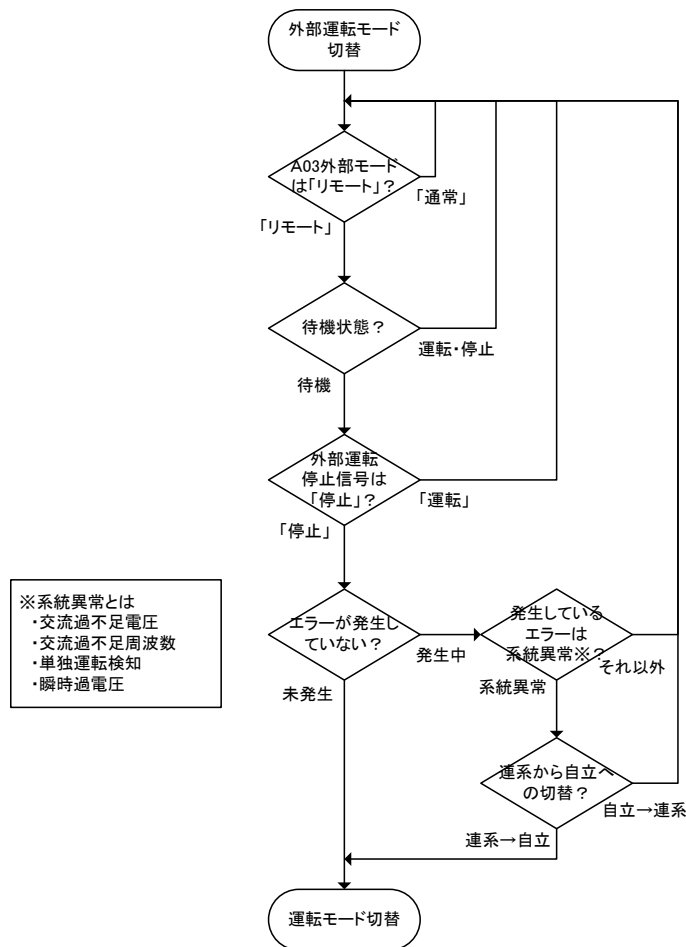 外部運転モード
切替
A03外部モード
は「リモート」？
「通常」
「リモート」
待機状態？
運転・停止
待機
外部運転
停止信号は
「停止」？
「運転」
「停止」
※系統異常とは
・交流過不足電圧
・交流過不足周波数
・単独運転検知
・瞬時過電圧
エラーが発生し
ていない？
発生中
未発生
発生している
エラーは
系統異常※？
それ以外
系統異常
連系から自立へ
の切替？
自立→連系
連系→自立
運転モード切替